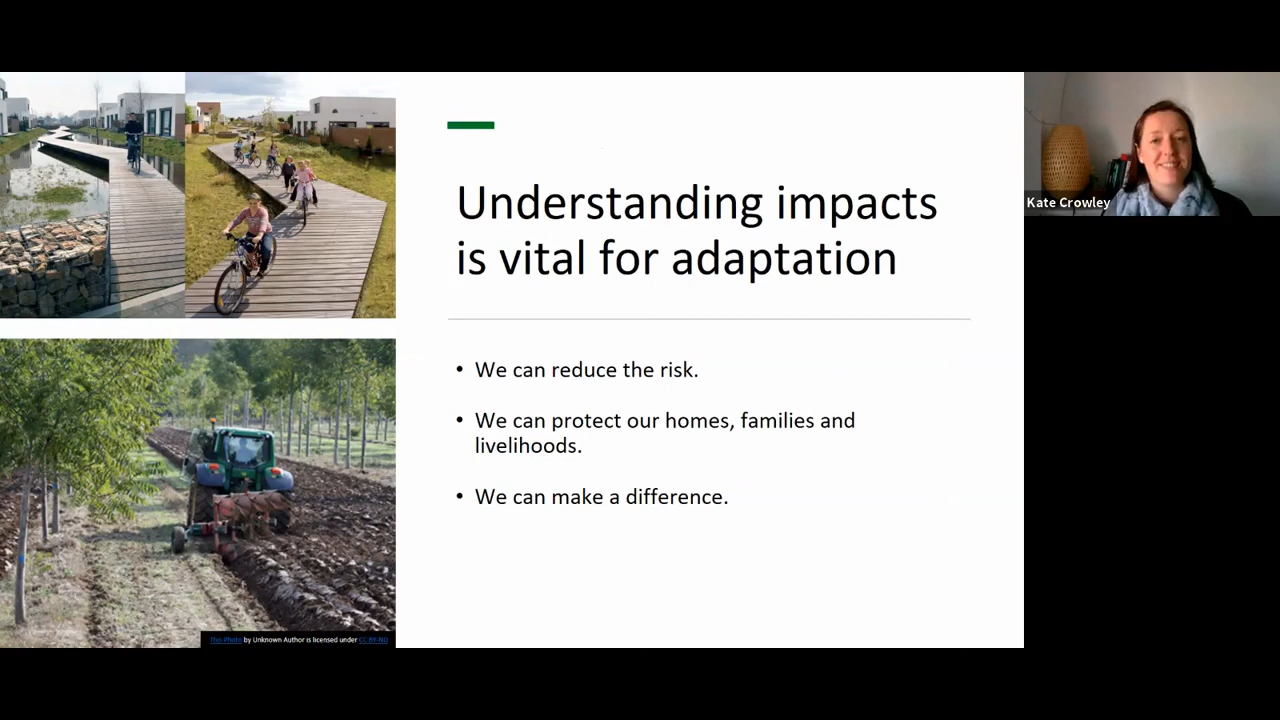 Understanding impacts
is vital for adaptation
• We can reduce the risk.
• We can protect our homes, families and
livelihoods.
• We can make a difference.
This Photo by Unknown Author is licensed under CC BY-ND
Kate Crowley